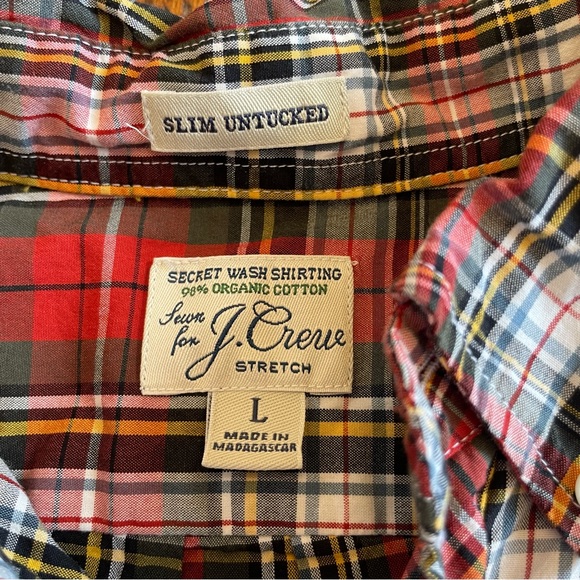 SLIM UNTUCKED
SECRET WASH SHIRTING
98% ORGANIC COTTON
Sewn
for J.Crew
STRETCH
L
MADE IN
MADAGASCAR